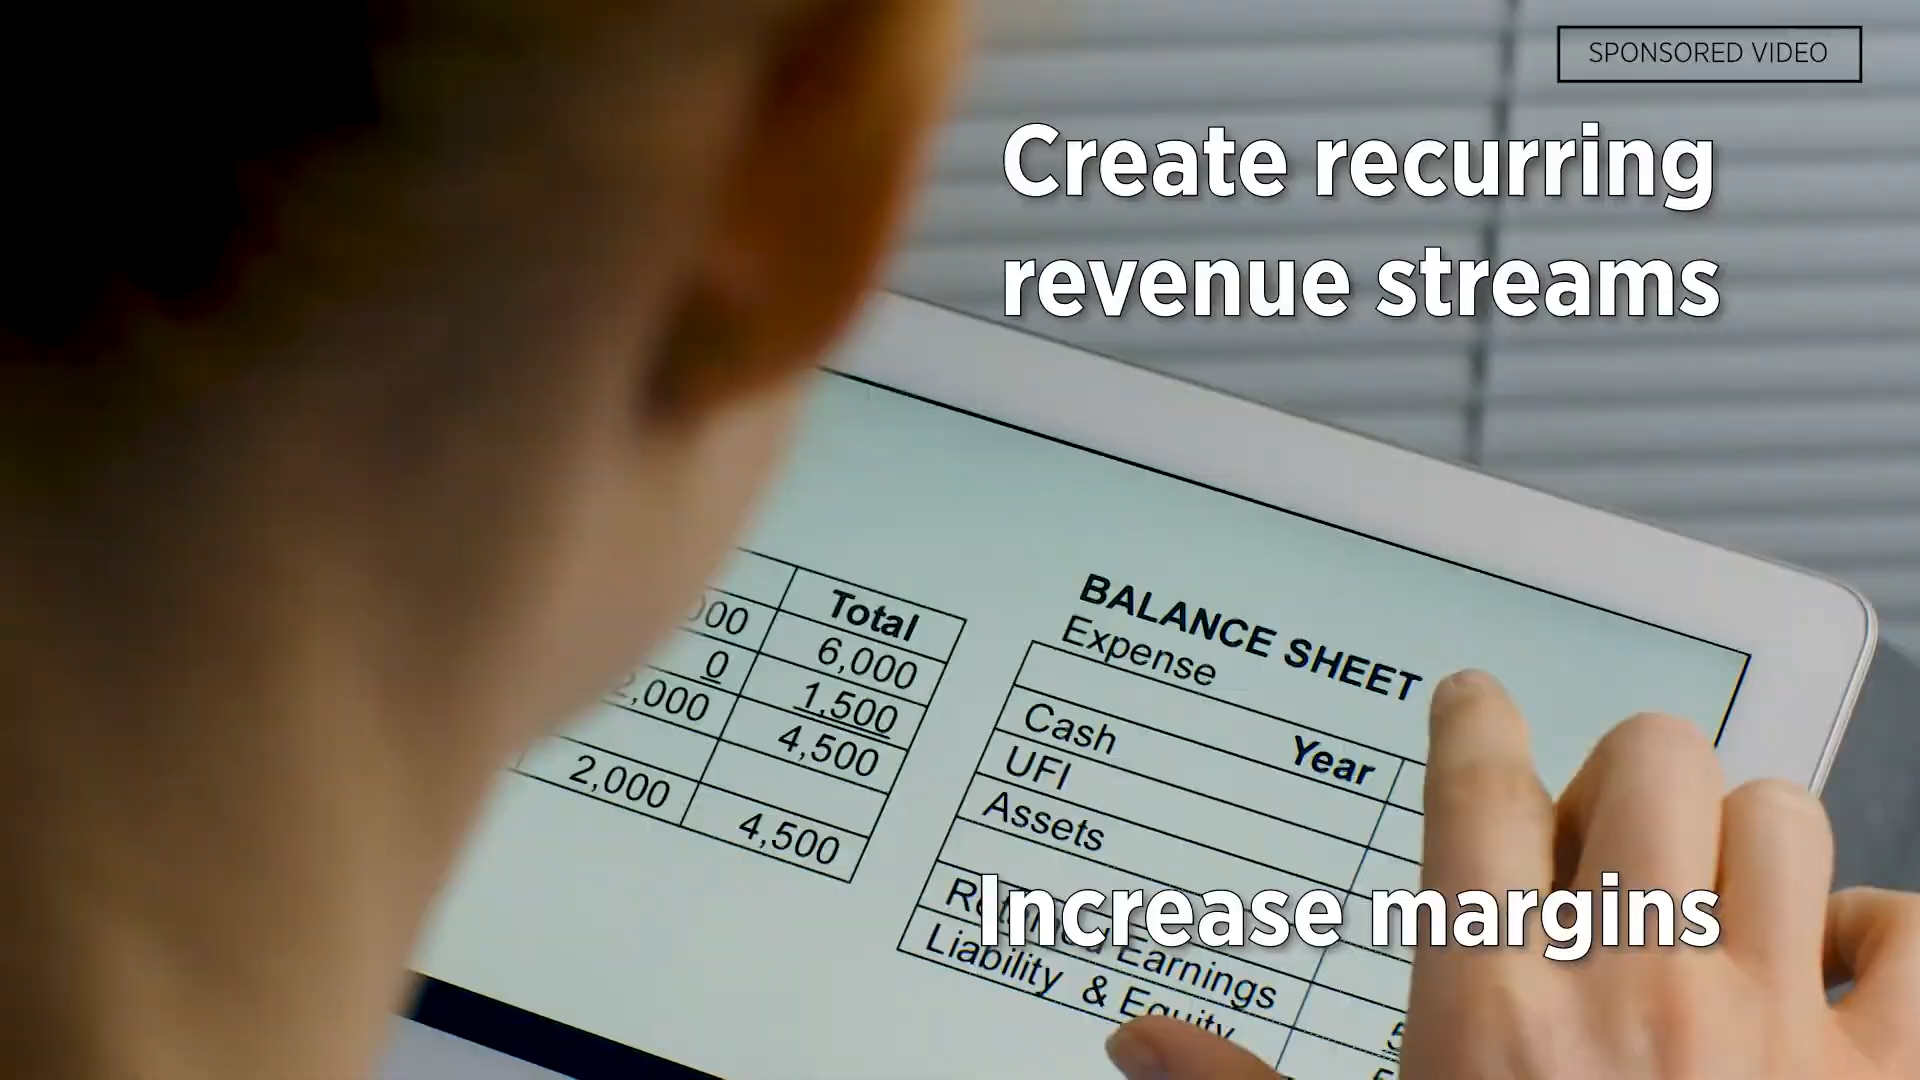 SPONSORED VIDEO
Create recurring
revenue streams
Total
6,000
0
1,500
2,000
4,500
2,000
4,500
BALANCE SHEET
Expense
Year
Cash
UFI
Assets
Increase margins
Earnings
Liability & Equity